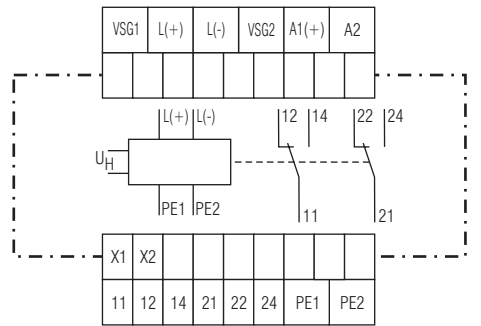 VSG1 L(+) L(-) VSG2 A1(+) A2
L(+) L(-) 12 14 22 24
UH
PE1 PE2 11 21
X1 X2
11 12 14 21 22 24 PE1 PE2